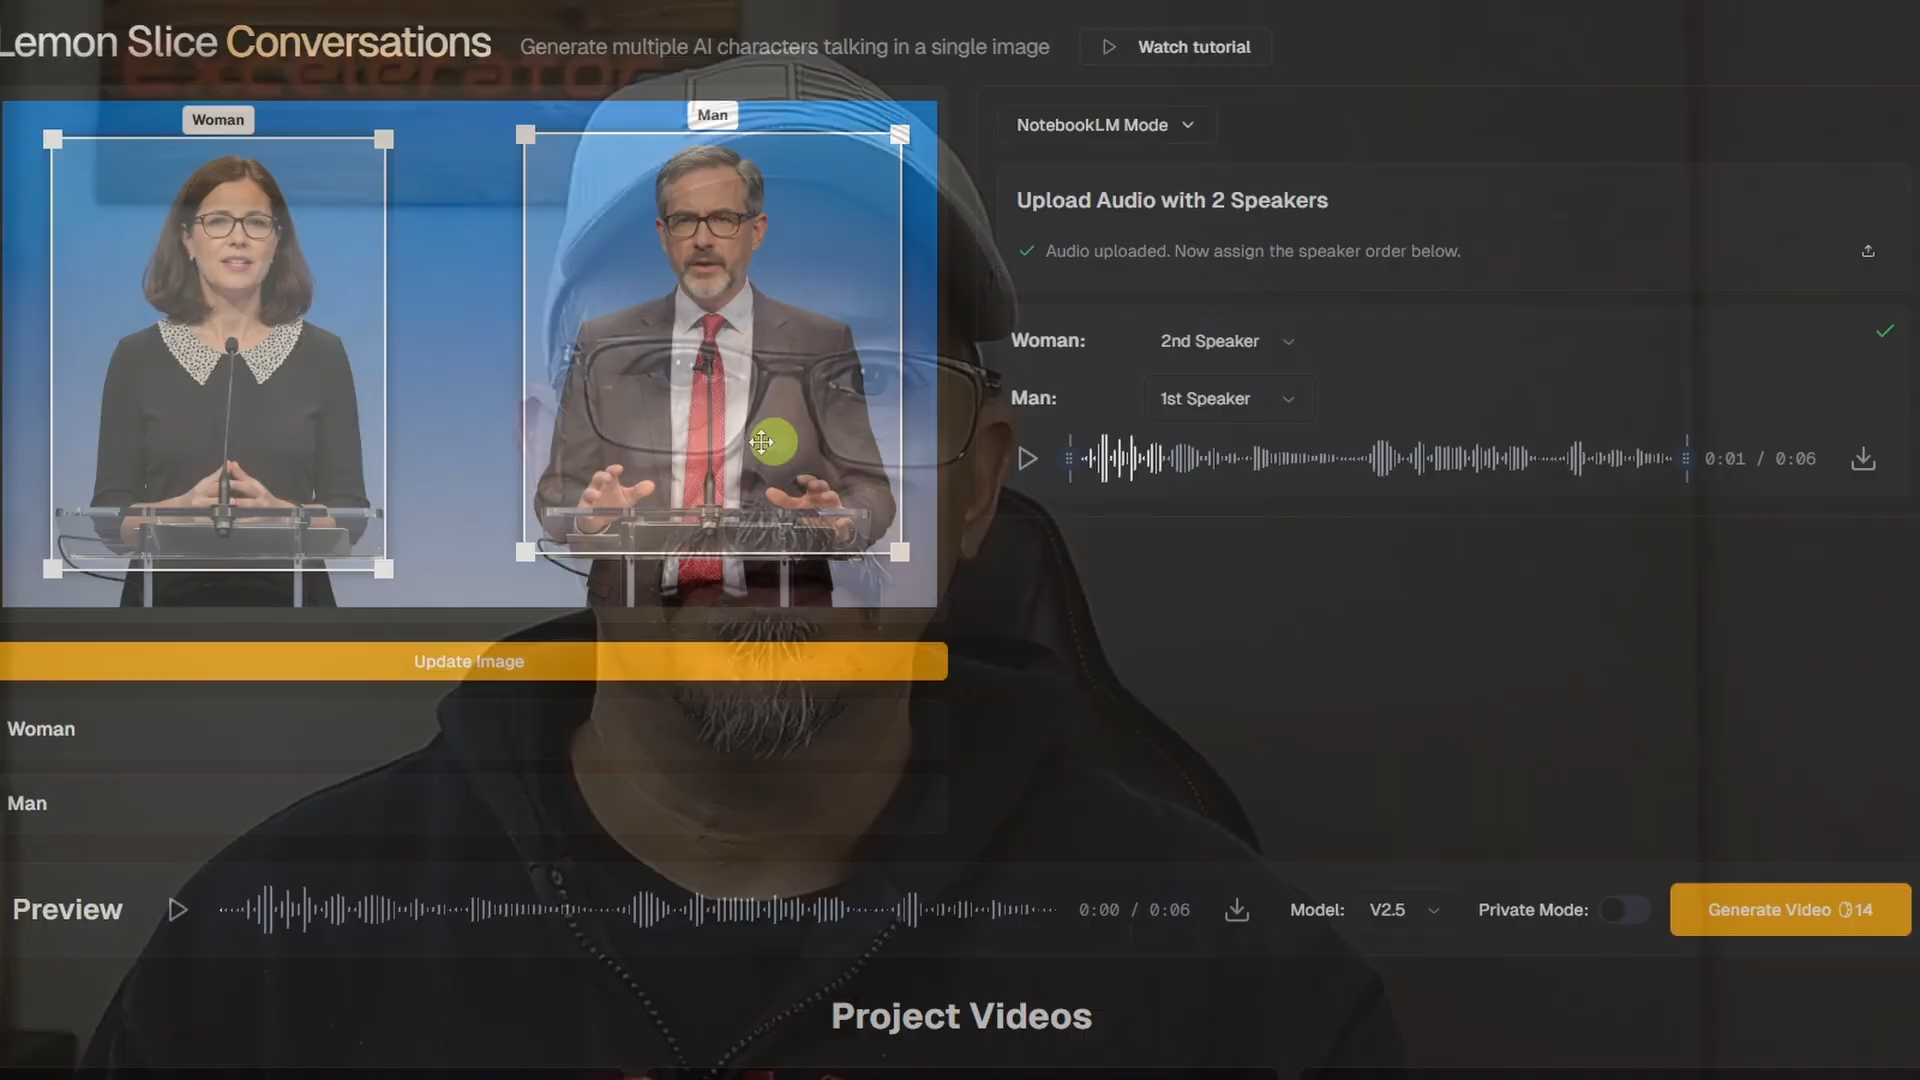 Lemon Slice Conversations
Generate multiple AI characters talking in a single image
Watch tutorial
Excelerator
Woman
Man
NotebookLM Mode
Upload Audio with 2 Speakers
Audio uploaded. Now assign the speaker order below.
Woman:
2nd Speaker
Man:
1st Speaker
0:01 / 0:06
Update Image
Woman
Man
Preview
0:00 / 0:06
Model:
V2.5
Private Mode:
Generate Video 14
Project Videos